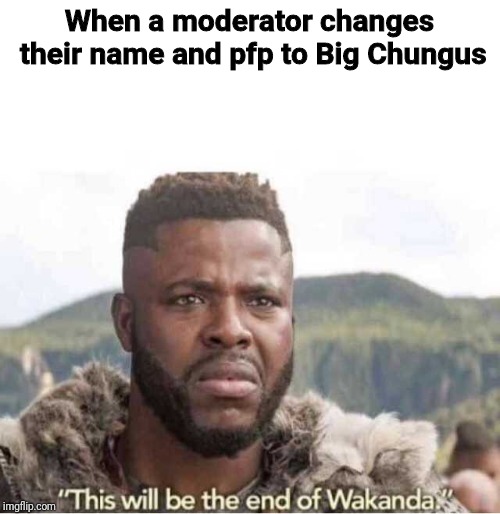 When a moderator changes
their name and pfp to Big Chungus
"This will be the end of Wakanda."
imgflip.com